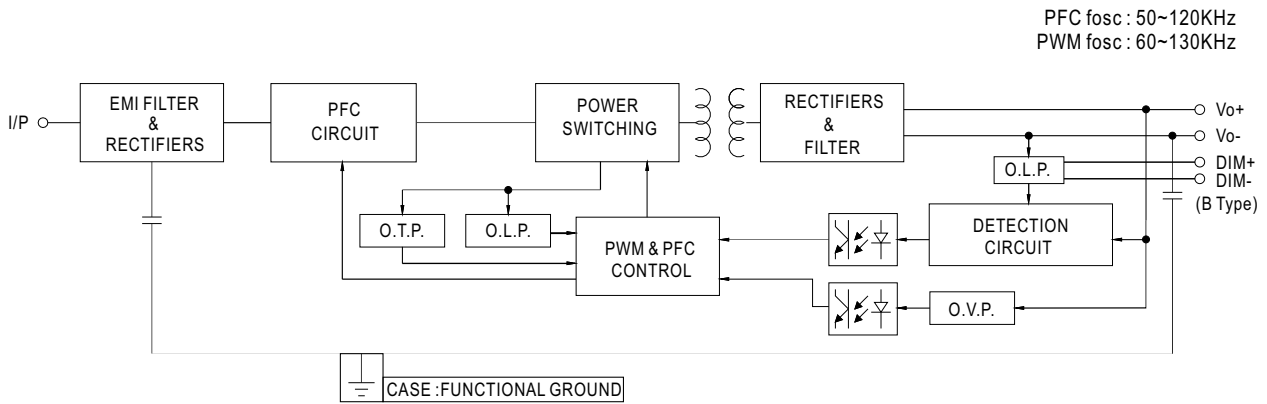 PFC fosc : 50~120KHz
PWM fosc : 60~130KHz
I/P
EMI FILTER
&
RECTIFIERS
PFC
CIRCUIT
POWER
SWITCHING
RECTIFIERS
&
FILTER
Vo+
Vo-
DIM+
DIM-
(B Type)
O.L.P.
O.T.P.
O.L.P.
PWM & PFC
CONTROL
DETECTION
CIRCUIT
O.V.P.
CASE :FUNCTIONAL GROUND